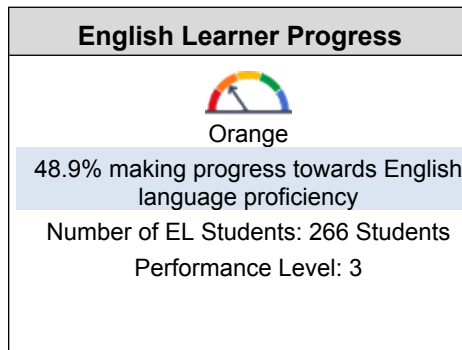 English Learner Progress
Orange
48.9% making progress towards English
language proficiency
Number of EL Students: 266 Students
Performance Level: 3